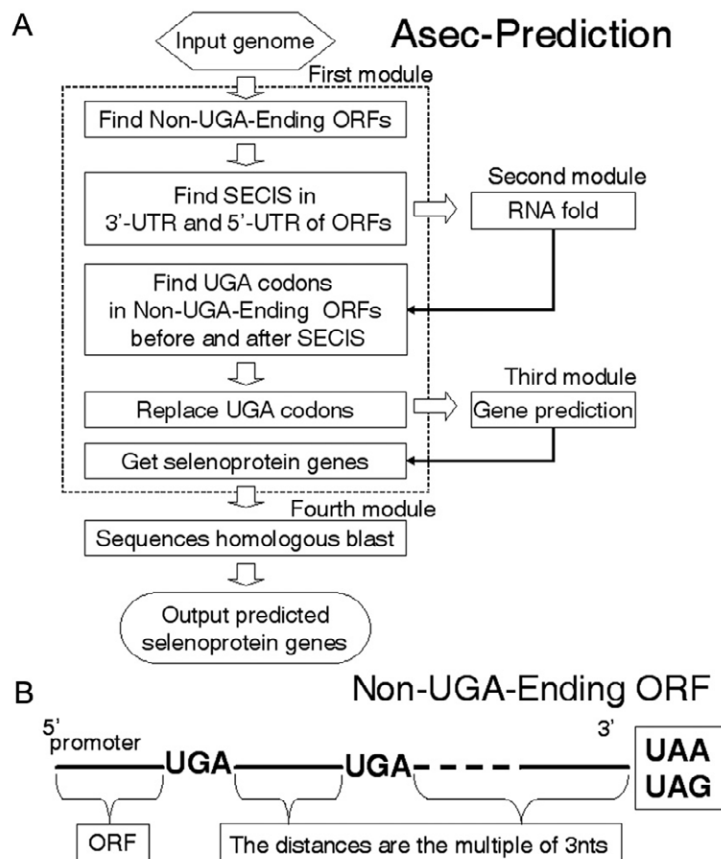 A
Asec-Prediction
Input genome
First module
Find Non-UGA-Ending ORFs
Find SECIS in
3'-UTR and 5'-UTR of ORFs
Second module
RNA fold
Find UGA codons
in Non-UGA-Ending ORFs
before and after SECIS
Replace UGA codons
Third module
Gene prediction
Get selenoprotein genes
Fourth module
Sequences homologous blast
Output predicted
selenoprotein genes
B
Non-UGA-Ending ORF
5'
promoter
UGA
UGA
3'
UAA
UAG
ORF
The distances are the multiple of 3nts